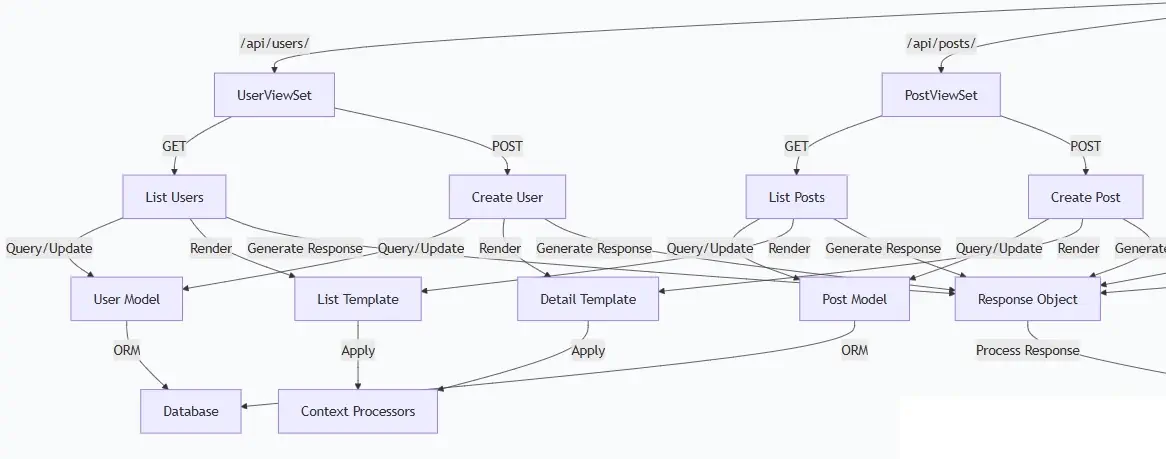 /api/users/
/api/posts/
UserViewSet
PostViewSet
GET
POST
GET
POST
List Users
Create User
List Posts
Create Post
Query/Update
Render
Generate Response
Query/Update
Render
Generate Response
Query/Update
Render
Generate Response
Query/Update
Render
Generate
User Model
List Template
Detail Template
Post Model
Response Object
ORM
Apply
Apply
ORM
Process Response
Database
Context Processors